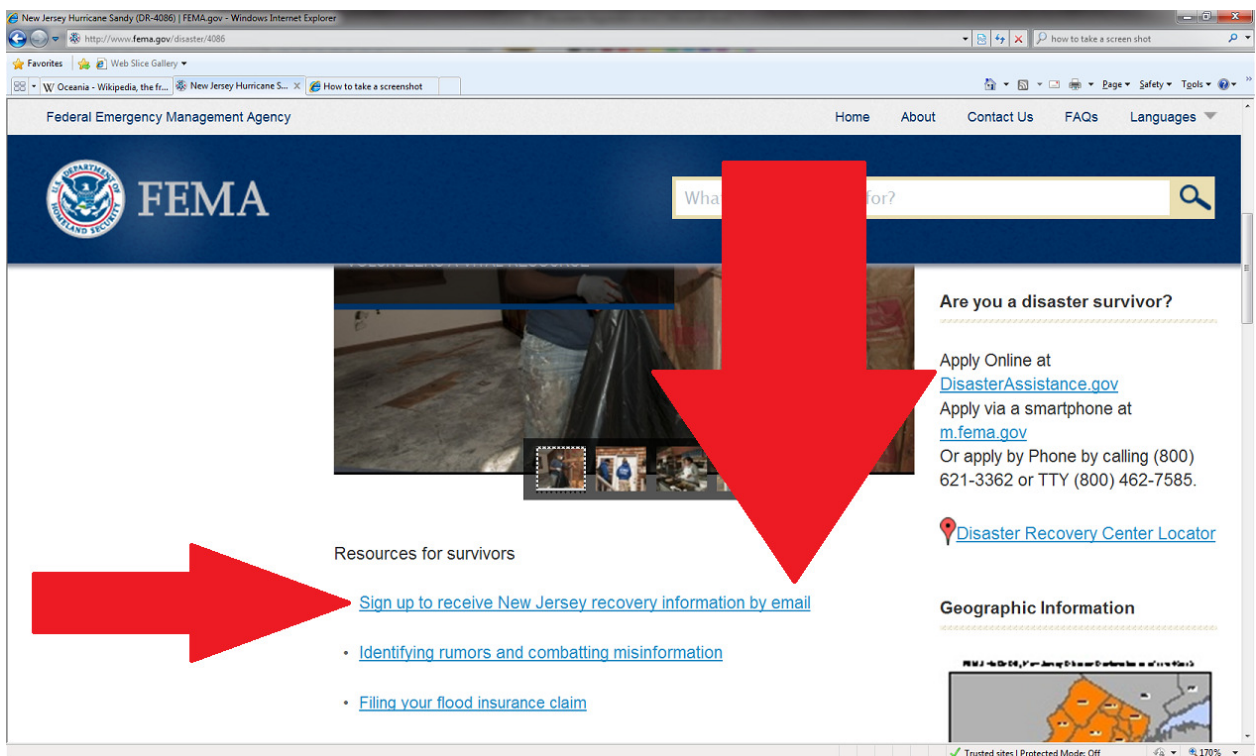 New Jersey Hurricane Sandy (DR-4086) | FEMA.gov - Windows Internet Explorer
http://www.fema.gov/disaster/4086
how to take a screen shot
Favorites
Web Slice Gallery
W Oceania - Wikipedia, the fr...
New Jersey Hurricane S...
How to take a screenshot
Page
Safety
Tools
Federal Emergency Management Agency
Home About Contact Us FAQs Languages
FEMA
U.S. DEPARTMENT OF HOMELAND SECURITY
What for?
Are you a disaster survivor?
Apply Online at
DisasterAssistance.gov
Apply via a smartphone at
m.fema.gov
Or apply by Phone by calling (800)
621-3362 or TTY (800) 462-7585.
Disaster Recovery Center Locator
Resources for survivors
Sign up to receive New Jersey recovery information by email
• Identifying rumors and combatting misinformation
• Filing your flood insurance claim
Geographic Information
Trusted sites | Protected Mode: Off
170%